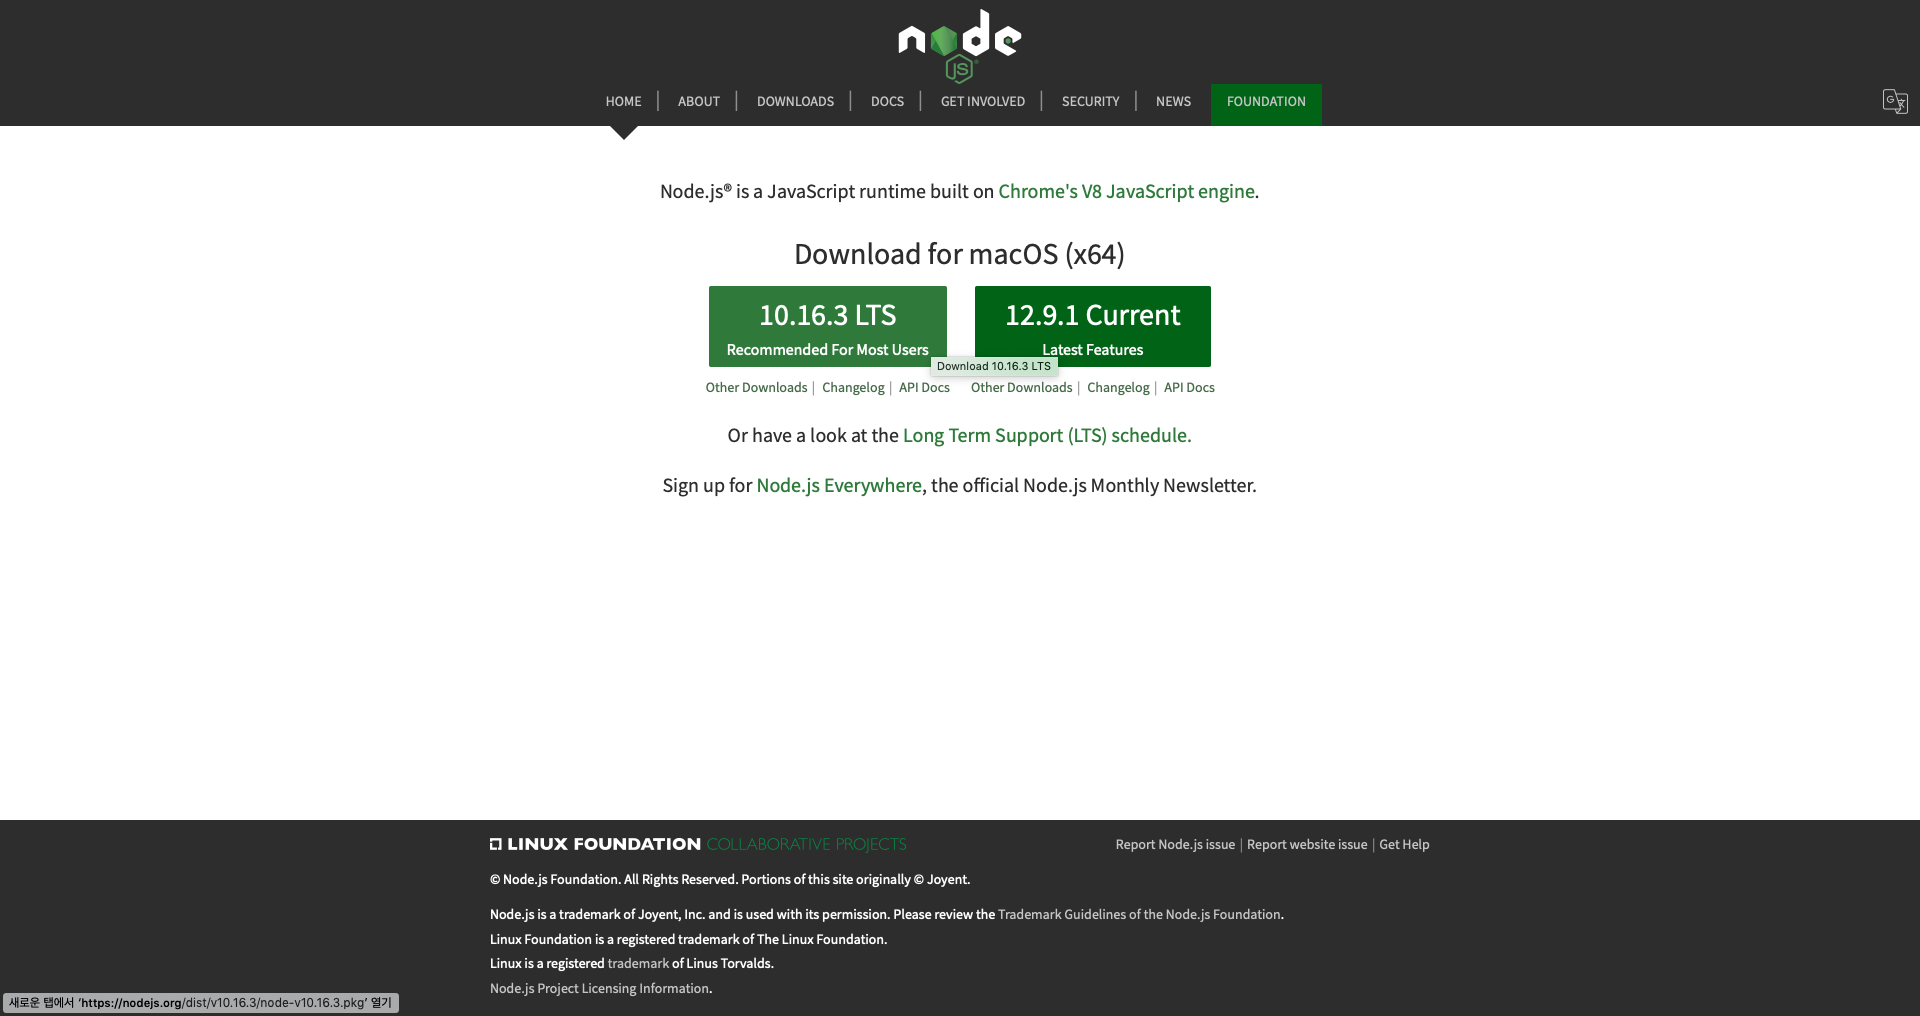 node
JS
HOME | ABOUT | DOWNLOADS | DOCS | GET INVOLVED | SECURITY | NEWS FOUNDATION
Node.js® is a JavaScript runtime built on Chrome's V8 JavaScript engine.
Download for macOS (x64)
10.16.3 LTS
Recommended For Most Users
12.9.1 Current
Latest Features
Download 10.16.3 LTS
Other Downloads | Changelog | API Docs
Other Downloads | Changelog | API Docs
Or have a look at the Long Term Support (LTS) schedule.
Sign up for Node.js Everywhere, the official Node.js Monthly Newsletter.
LINUX FOUNDATION COLLABORATIVE PROJECTS
Report Node.js issue | Report website issue | Get Help
© Node.js Foundation. All Rights Reserved. Portions of this site originally © Joyent.
Node.js is a trademark of Joyent, Inc. and is used with its permission. Please review the Trademark Guidelines of the Node.js Foundation.
Linux Foundation is a registered trademark of The Linux Foundation.
Linux is a registered trademark of Linus Torvalds.
Node.js Project Licensing Information.
새로운 탭에서 ‘https://nodejs.org/dist/v10.16.3/node-v10.16.3.pkg’ 열기